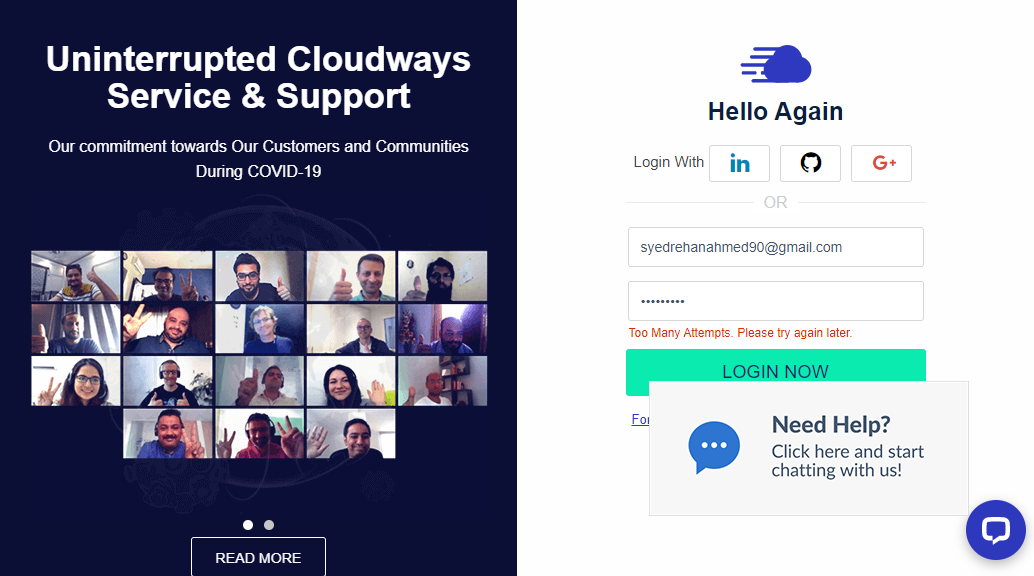 Uninterrupted Cloudways
Service & Support
Our commitment towards Our Customers and Communities
During COVID-19
READ MORE
Hello Again
Login With
in
G+
OR
syedrehanahmed90@gmail.com
•••••••••
Too Many Attempts. Please try again later.
LOGIN NOW
For
Need Help?
Click here and start
chatting with us!